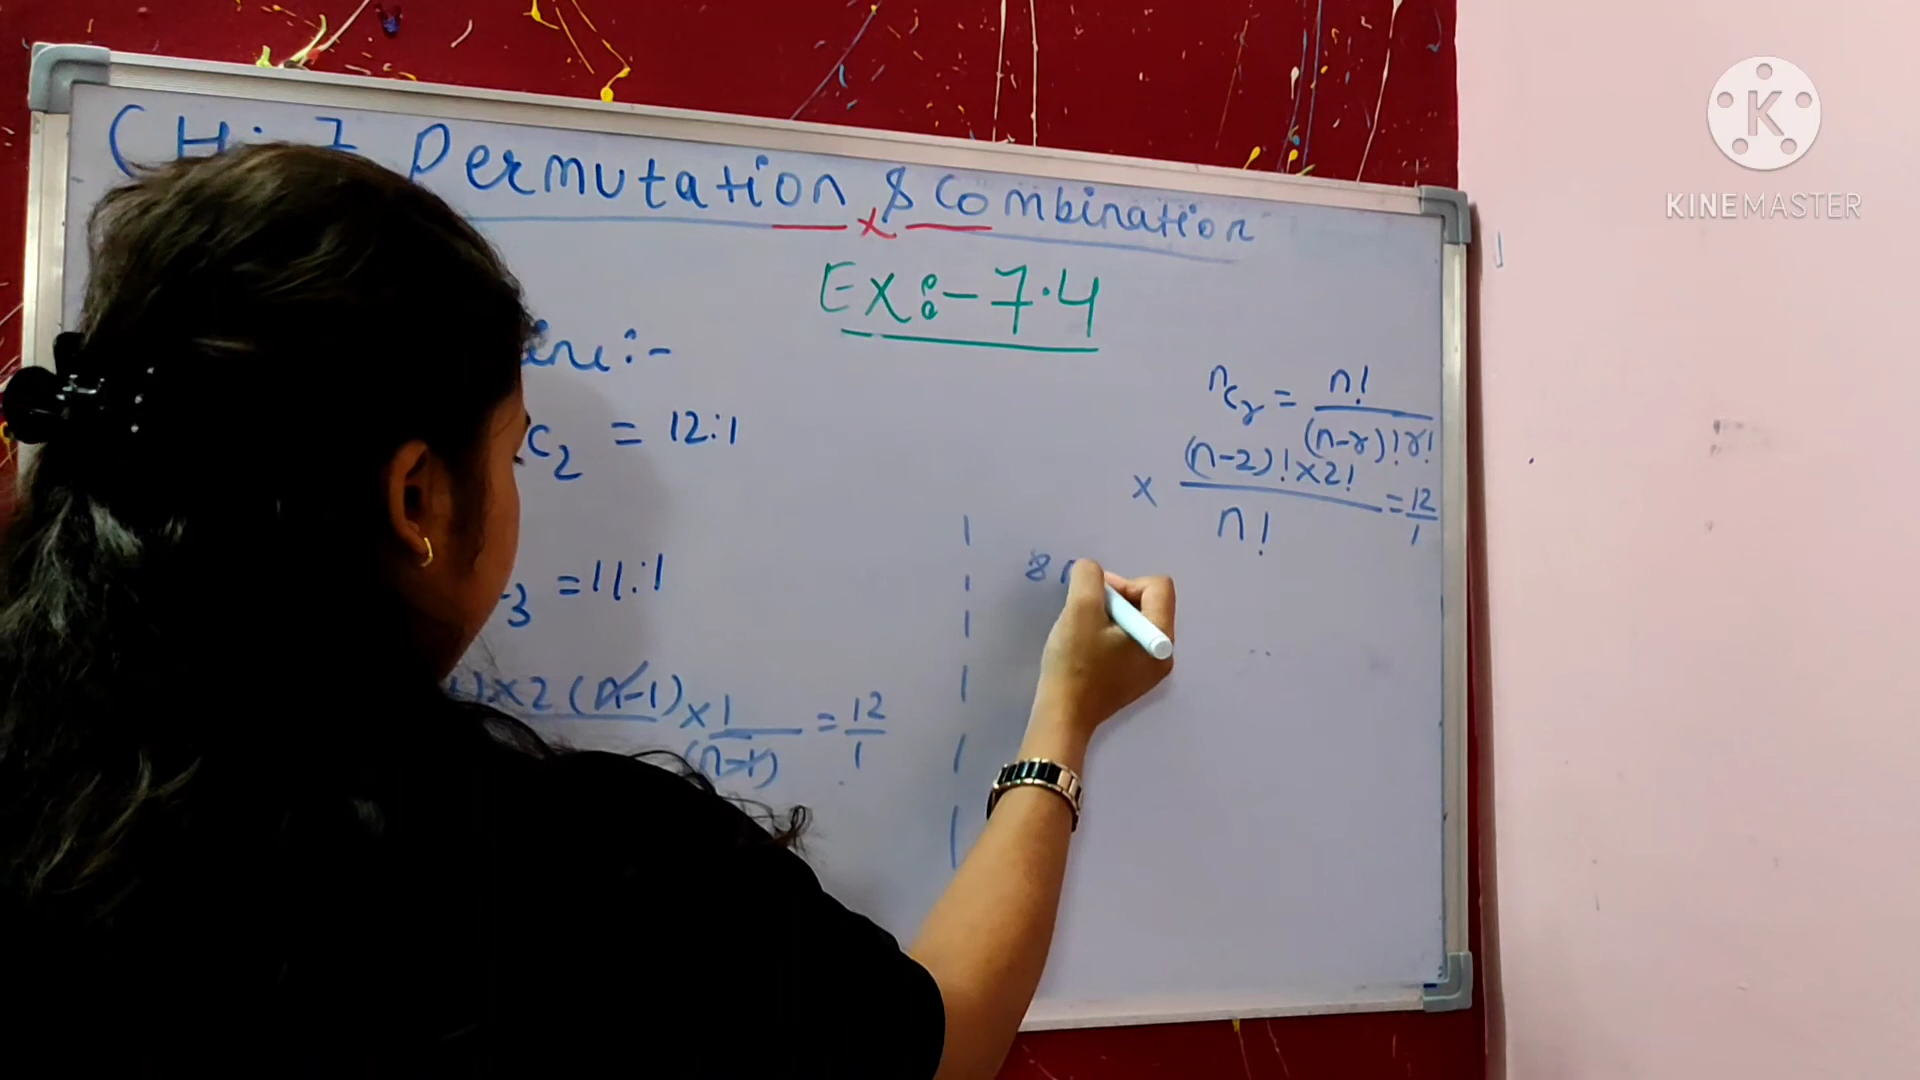 CH:- 7 Permutation & Combination
x
Ex:- 7.4
ine:-
C2 = 12:1
nCr = n! / (n-r)!r!
x (n-2)! x 2! / n! = 12/1
3 = 11:1
8
) x 2 (n-1) x 1 / (n-1) = 12/1
K
KINEMASTER